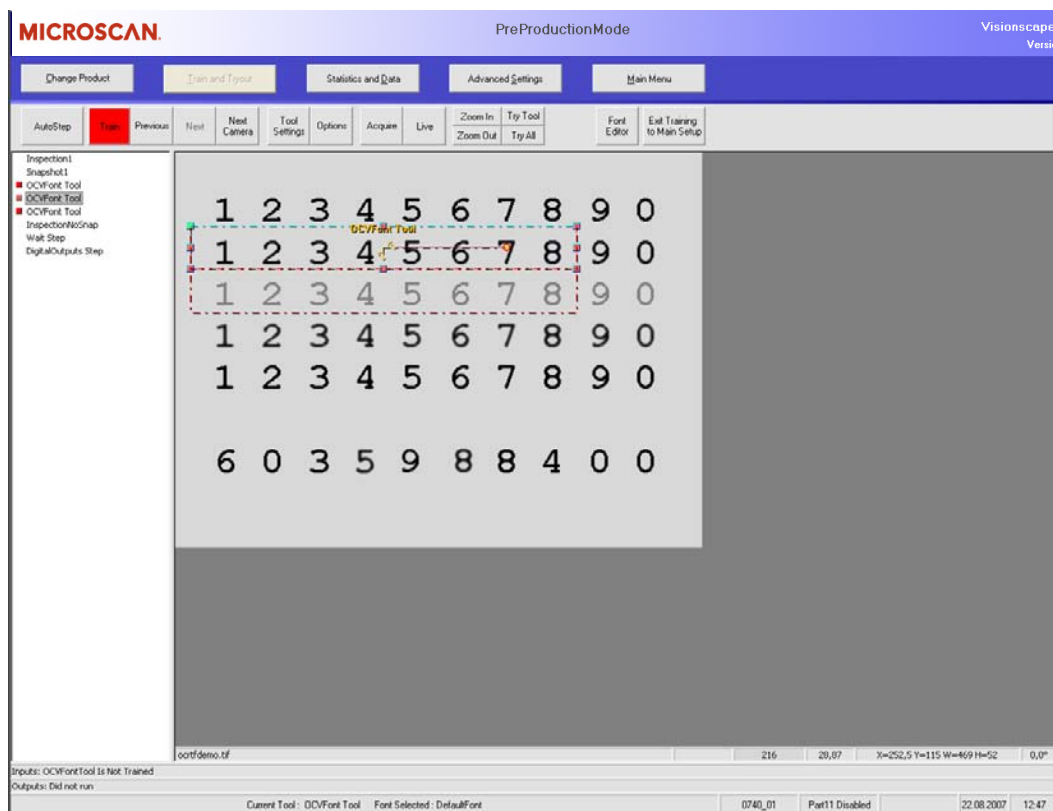 MICROSCAN.
PreProductionMode
Visionscape
Versi
Change Product
Train and Tryout
Statistics and Data
Advanced Settings
Main Menu
AutoStep
Train
Previous
Next
Next Camera
Tool Settings
Options
Acquire
Live
Zoom In
Zoom Out
Try Tool
Try All
Font Editor
Exit Training to Main Setup
Inspection1
Snapshot1
OCVFont Tool
OCVFont Tool
OCVFont Tool
InspectionNoSnap
Wait Step
DigitalOutputs Step
1 2 3 4 5 6 7 8 9 0
OCVFont Tool
1 2 3 4 5 6 7 8 9 0
1 2 3 4 5 6 7 8 9 0
1 2 3 4 5 6 7 8 9 0
1 2 3 4 5 6 7 8 9 0
6 0 3 5 9 8 8 4 0 0
ocrtfdemo.tif
216
28,87
X=252,5 Y=115 W=469 H=52
0,0°
Inputs: OCVFontTool Is Not Trained
Outputs: Did not run
Current Tool : OCVFont Tool
Font Selected : DefaultFont
0740_01
Part11 Disabled
22.08.2007
12:47